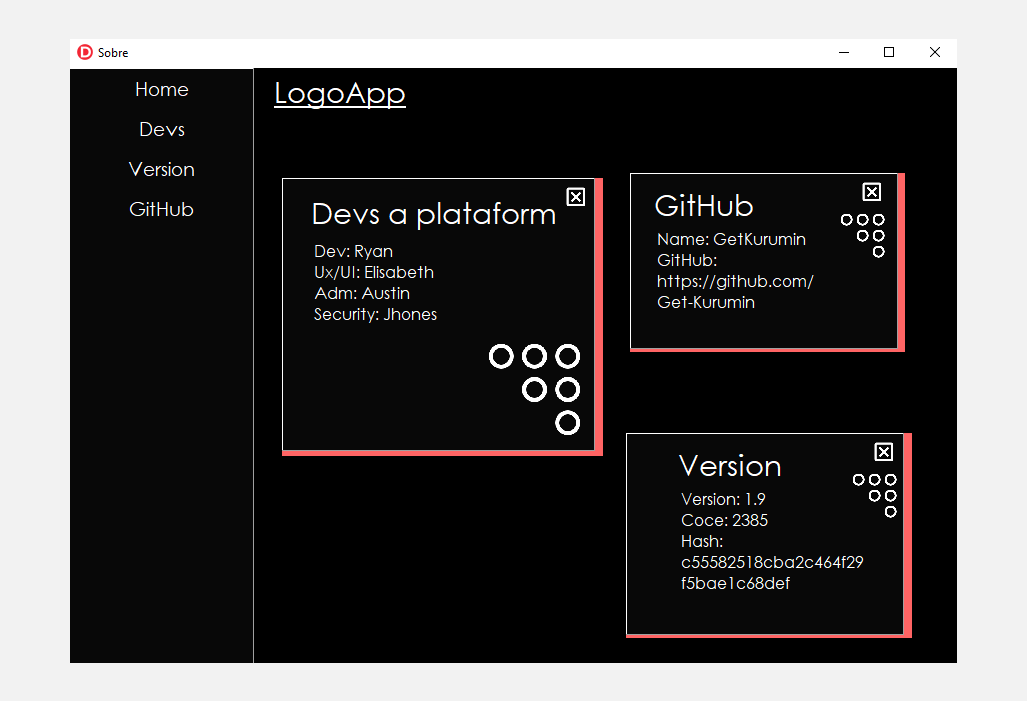 Sobre
Home
Devs
Version
GitHub
LogoApp
Devs a plataform
Dev: Ryan
Ux/UI: Elisabeth
Adm: Austin
Security: Jhones
GitHub
Name: GetKurumin
GitHub:
https://github.com/
Get-Kurumin
Version
Version: 1.9
Coce: 2385
Hash:
c55582518cba2c464f29
f5bae1c68def